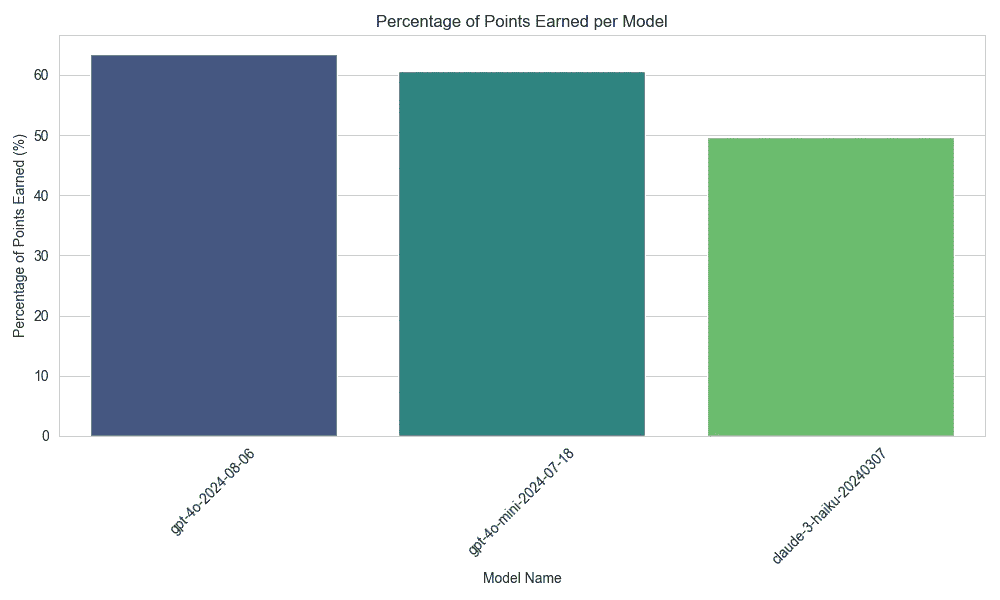 Percentage of Points Earned per Model
Percentage of Points Earned (%)
60
50
40
30
20
10
0
gpt-4o-2024-08-06
gpt-4o-mini-2024-07-18
claude-3-haiku-20240307
Model Name